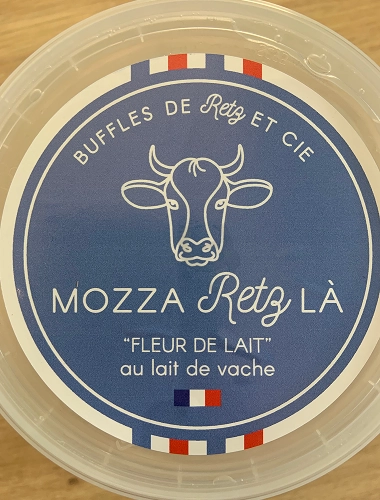 BUFFLES DE Retz ET CIE
MOZZA Retz LÀ
"FLEUR DE LAIT"
au lait de vache